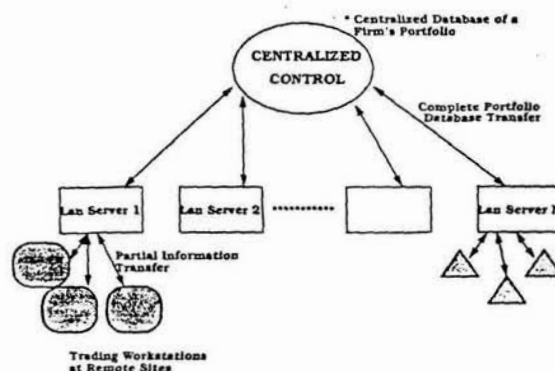 * Centralized Database of a
Firm's Portfolio
CENTRALIZED
CONTROL
Complete Portfolio
Database Transfer
Lan Server 1
Lan Server 2
Lan Server
Partial Information
Transfer
Trading Workstations
at Remote Sites